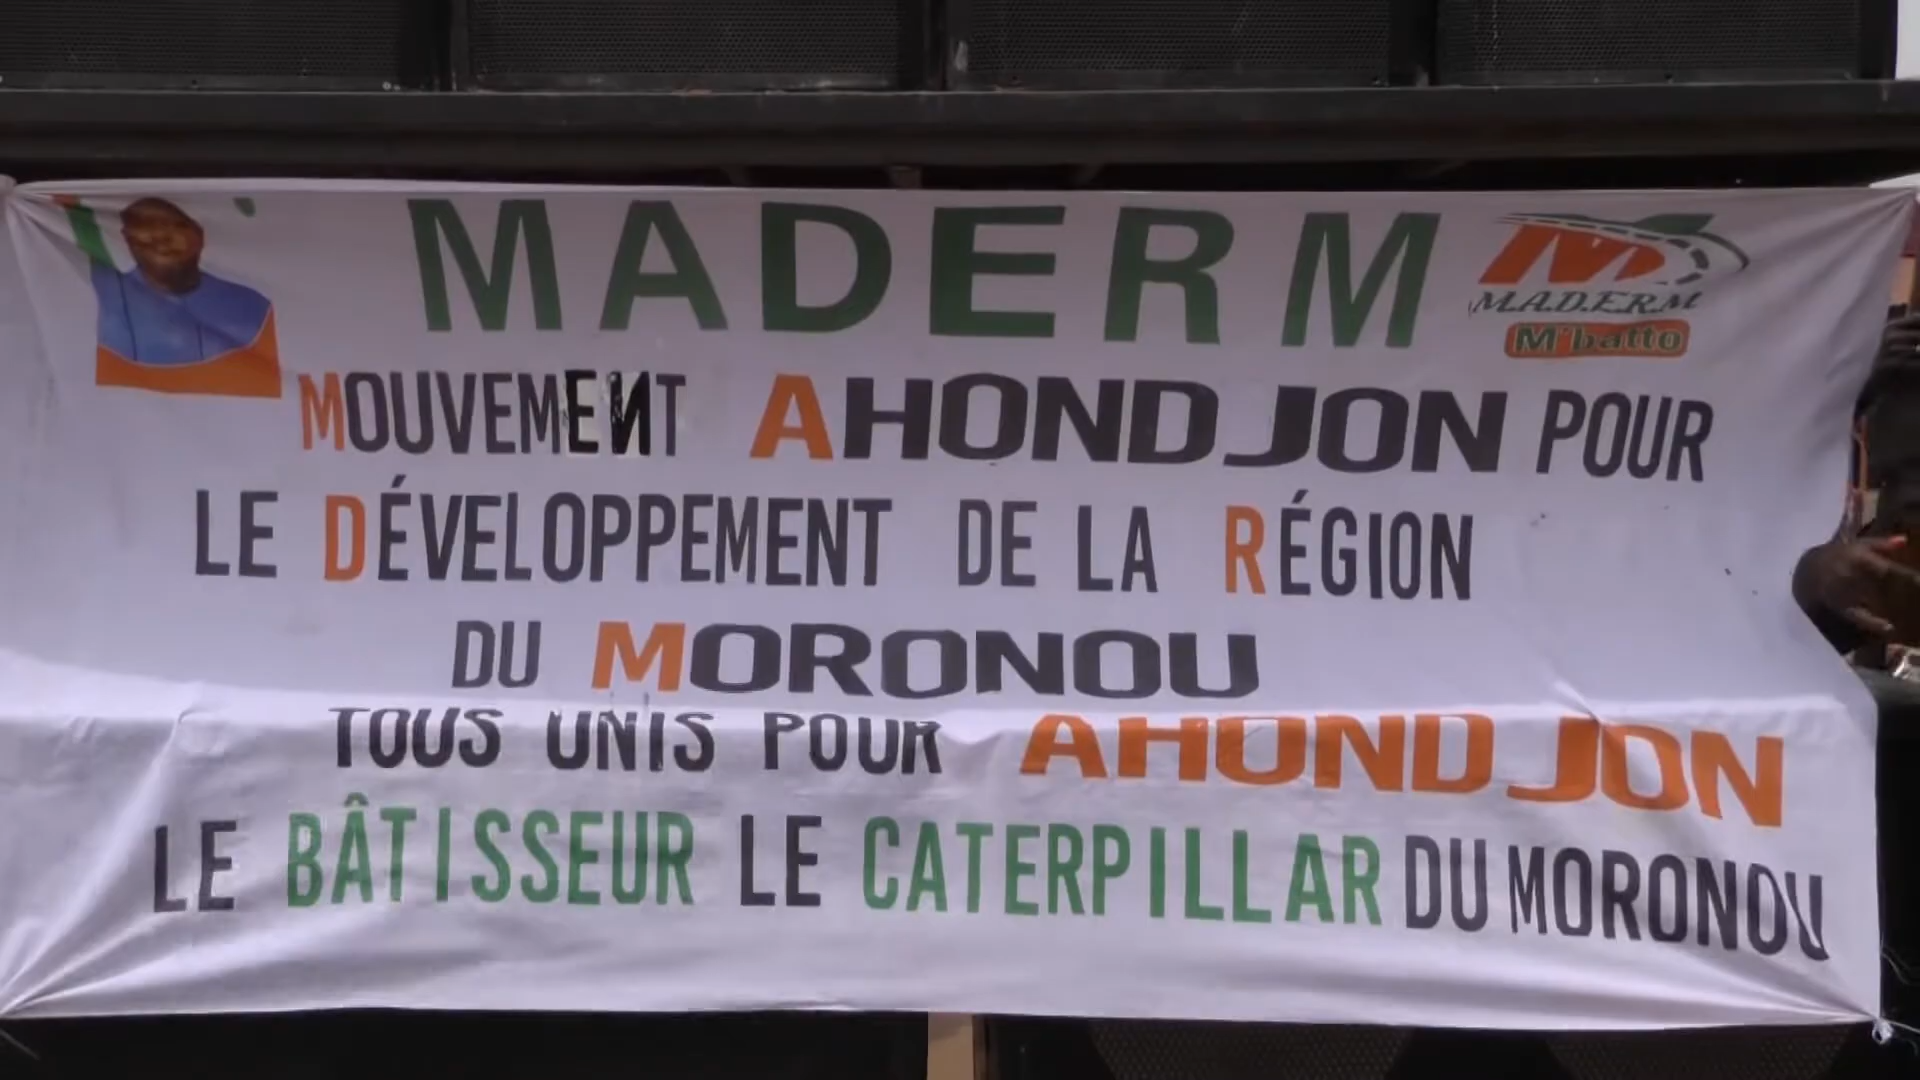 MADERM
M.A.D.E.R.M
M'batto
MOUVEMENT AHONDJON POUR
LE DÉVELOPPEMENT DE LA RÉGION
DU MORONOU
TOUS UNIS POUR AHONDJON
LE BÂTISSEUR LE CATERPILLAR DU MORONOU